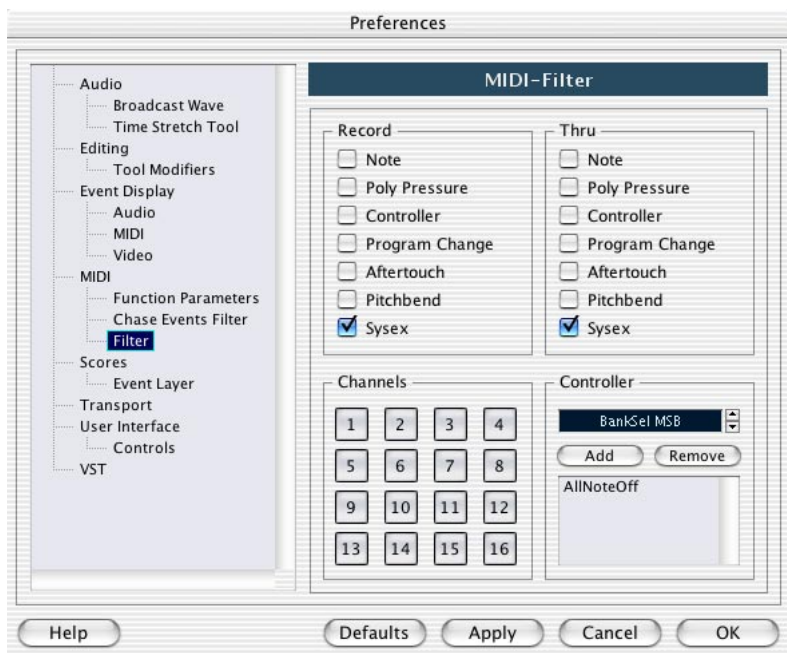 Preferences
Audio
Broadcast Wave
Time Stretch Tool
Editing
Tool Modifiers
Event Display
Audio
MIDI
Video
MIDI
Function Parameters
Chase Events Filter
Filter
Scores
Event Layer
Transport
User Interface
Controls
VST
MIDI-Filter
Record
Note
Poly Pressure
Controller
Program Change
Aftertouch
Pitchbend
Sysex
Thru
Note
Poly Pressure
Controller
Program Change
Aftertouch
Pitchbend
Sysex
Channels
1 2 3 4
5 6 7 8
9 10 11 12
13 14 15 16
Controller
BankSel MSB
Add Remove
AllNoteOff
Help Defaults Apply Cancel OK